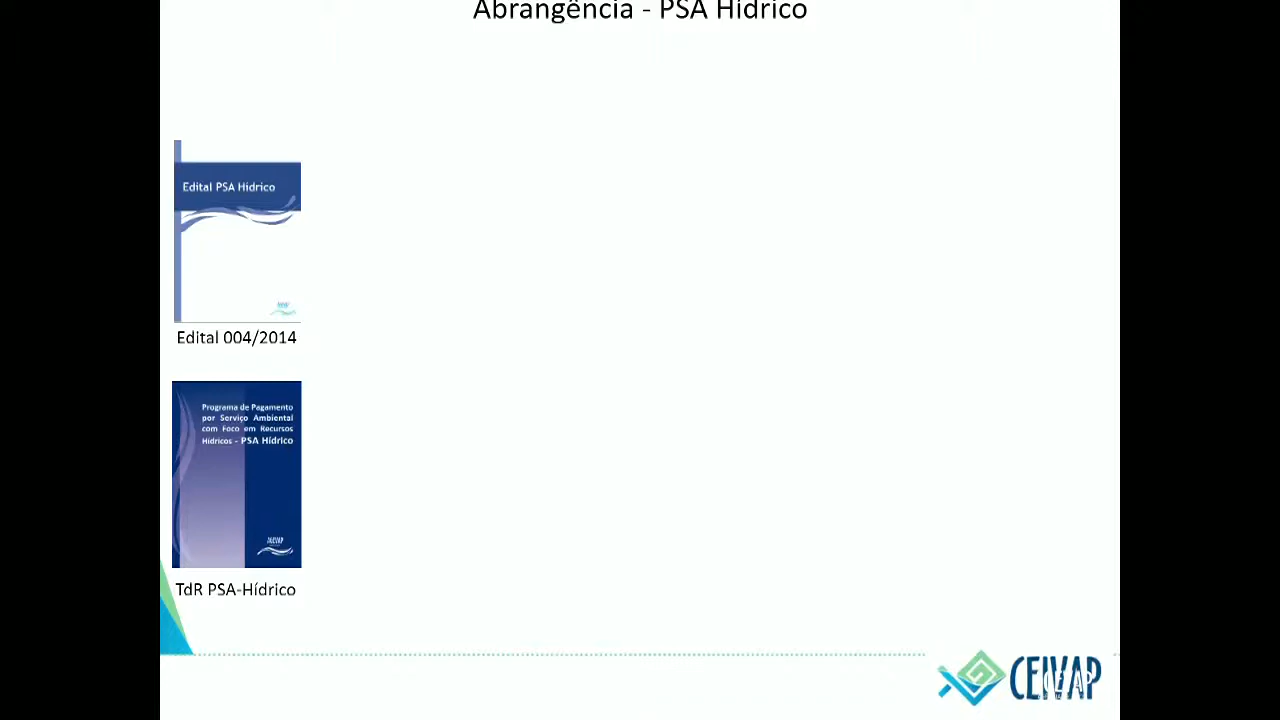 Abrangência - PSA Hídrico
Edital PSA Hídrico
Edital 004/2014
Programa de Pagamento
por Serviço Ambiental
com Foco em Recursos
Hídricos - PSA Hídrico
AGEVAP
TdR PSA-Hídrico
CEIVAP